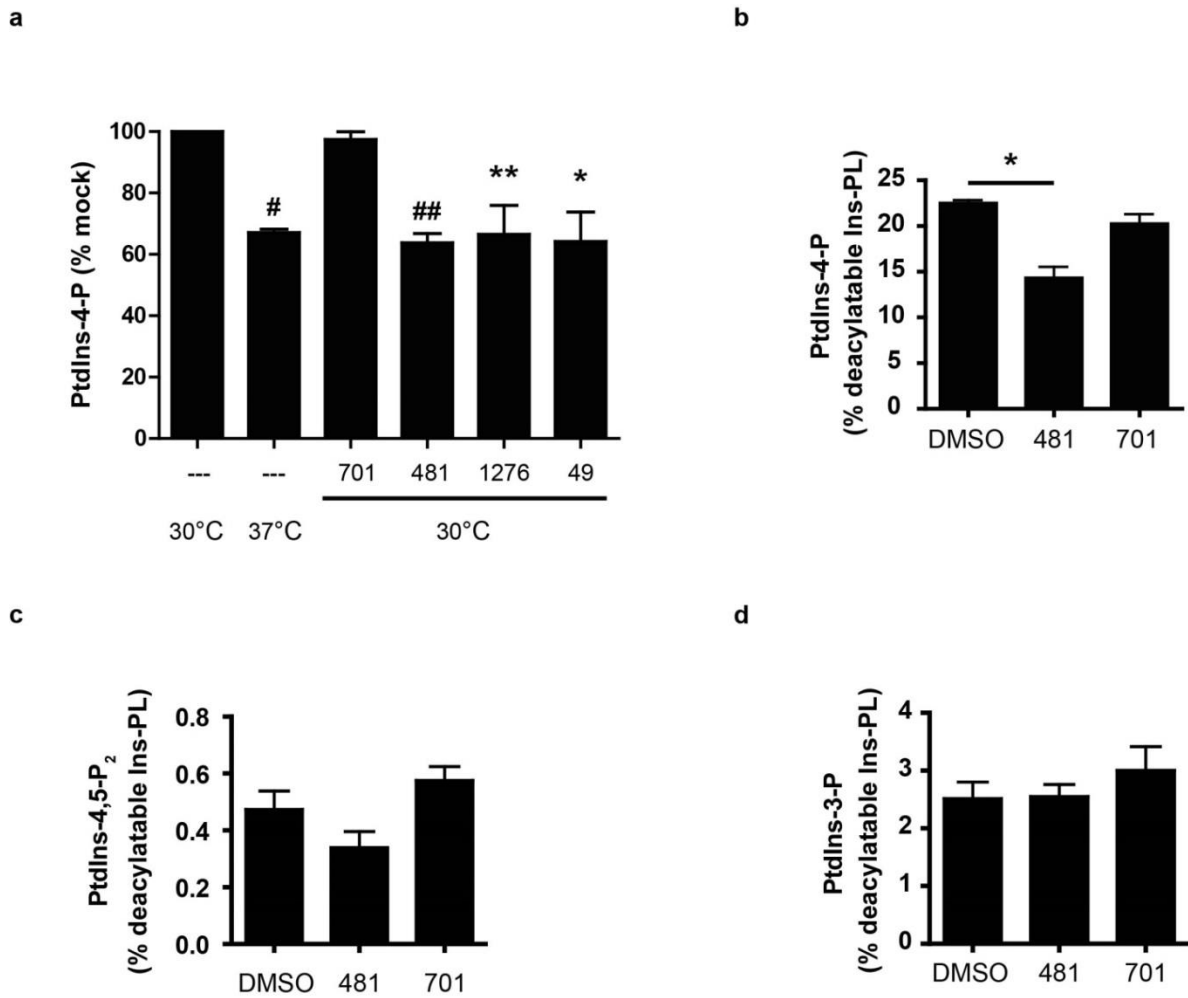 a
PtdIns-4-P (% mock)
100
80
60
40
20
0
#
##
**
*
--- --- 701 481 1276 49
30°C 37°C 30°C
b
PtdIns-4-P
(% deacylatable Ins-PL)
25
20
15
10
5
0
*
DMSO 481 701
c
PtdIns-4,5-P₂
(% deacylatable Ins-PL)
0.8
0.6
0.4
0.2
0.0
DMSO 481 701
d
PtdIns-3-P
(% deacylatable Ins-PL)
4
3
2
1
0
DMSO 481 701